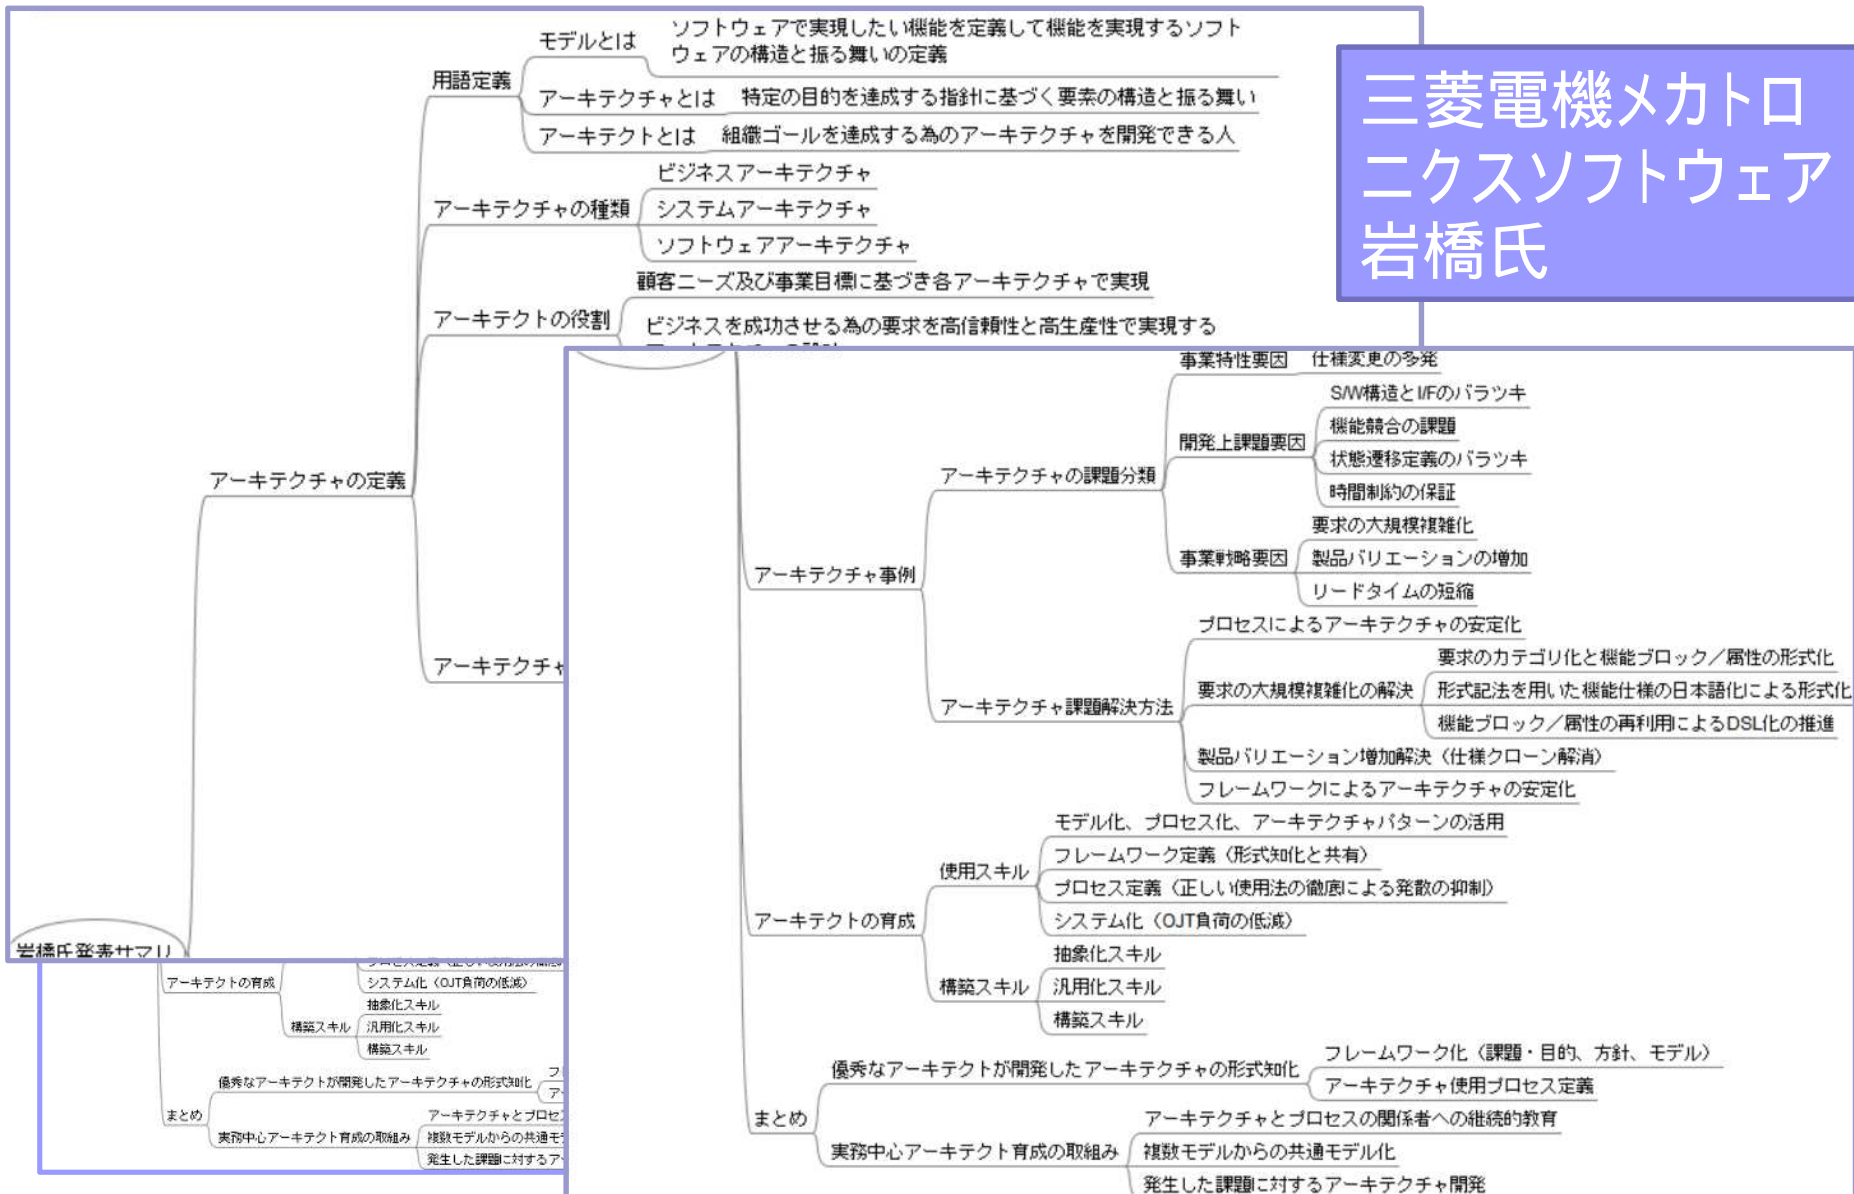 モデルとは
ソフトウェアで実現したい機能を定義して機能を実現するソフト
ウェアの構造と振る舞いの定義
用語定義
アーキテクチャとは
特定の目的を達成する指針に基づく要素の構造と振る舞い
アーキテクトとは
組織ゴールを達成する為のアーキテクチャを開発できる人
アーキテクチャの種類
ビジネスアーキテクチャ
システムアーキテクチャ
ソフトウェアアーキテクチャ
アーキテクトの役割
顧客ニーズ及び事業目標に基づき各アーキテクチャで実現
ビジネスを成功させる為の要求を高信頼性と高生産性で実現する
アーキテクチャの定義
アーキテクチャ
岩橋氏発表サマリ
三菱電機メカトロ
ニクスソフトウェア
岩橋氏
アーキテクチャ事例
アーキテクチャの課題分類
事業特性要因
仕様変更の多発
開発上課題要因
S/W構造とI/Fのバラツキ
機能競合の課題
状態遷移定義のバラツキ
時間制約の保証
事業戦略要因
要求の大規模複雑化
製品バリエーションの増加
リードタイムの短縮
アーキテクチャ課題解決方法
プロセスによるアーキテクチャの安定化
要求の大規模複雑化の解決
要求のカテゴリ化と機能ブロック／属性の形式化
形式記法を用いた機能仕様の日本語化による形式化
機能ブロック／属性の再利用によるDSL化の推進
製品バリエーション増加解決（仕様クローン解消）
フレームワークによるアーキテクチャの安定化
アーキテクトの育成
使用スキル
モデル化、プロセス化、アーキテクチャパターンの活用
フレームワーク定義（形式知化と共有）
プロセス定義（正しい使用法の徹底による発散の抑制）
システム化（OJT負荷の低減）
構築スキル
抽象化スキル
汎用化スキル
構築スキル
まとめ
優秀なアーキテクトが開発したアーキテクチャの形式知化
フレームワーク化（課題・目的、方針、モデル）
アーキテクチャ使用プロセス定義
実務中心アーキテクト育成の取組み
アーキテクチャとプロセスの関係者への継続的教育
複数モデルからの共通モデル化
発生した課題に対するアーキテクチャ開発
アーキテクトの育成
システム化（OJT負荷の低減）
構築スキル
抽象化スキル
汎用化スキル
構築スキル
まとめ
優秀なアーキテクトが開発したアーキテクチャの形式知化
フ
ア
実務中心アーキテクト育成の取組み
アーキテクチャとプロセ
複数モデルからの共通モ
発生した課題に対するア